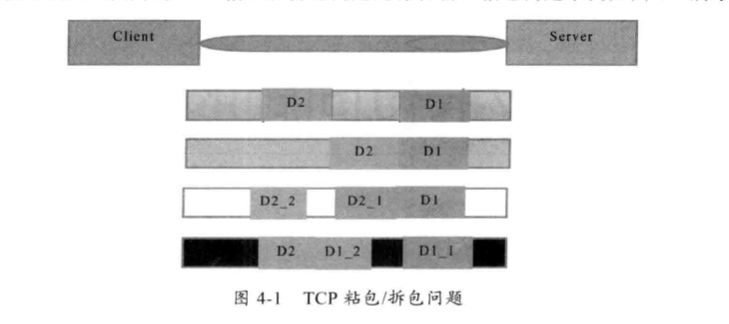 Client Server
D2 D1
D2 D1
D2_2 D2_1 D1
D2 D1_2 D1_1
图 4-1 TCP 粘包/拆包问题